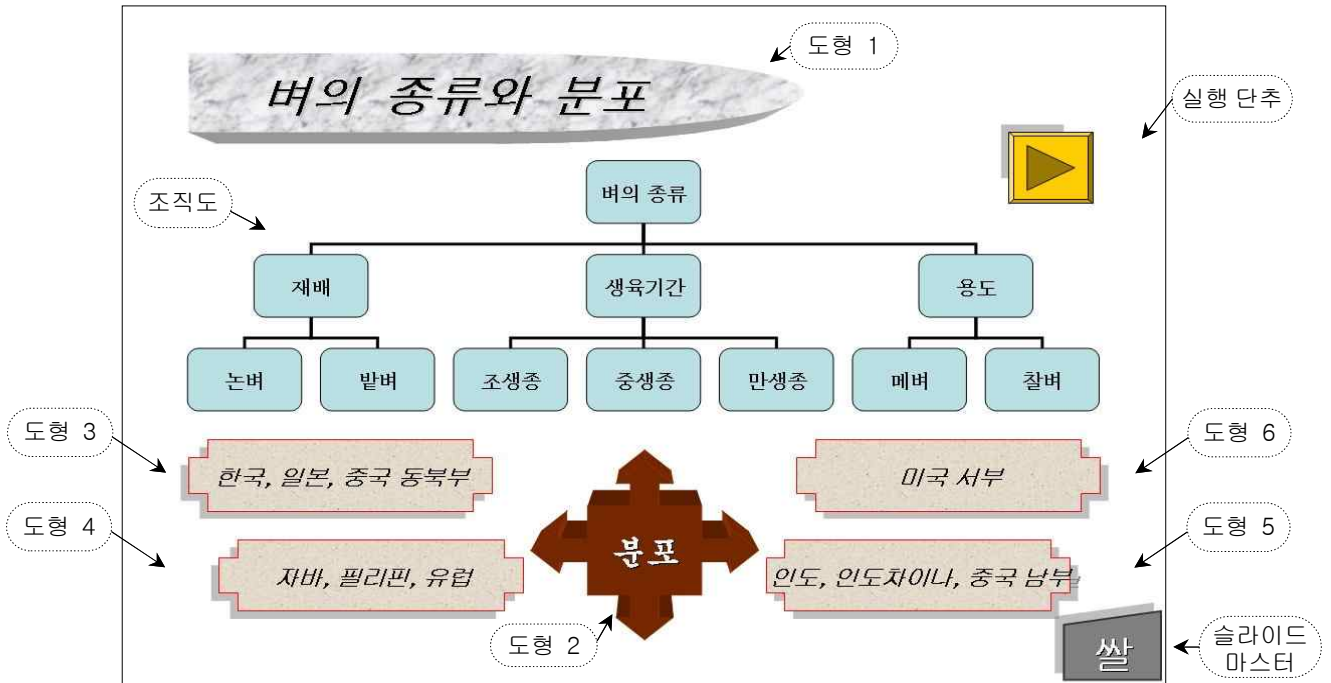 도형 1
벼의 종류와 분포
실행 단추
조직도
벼의 종류
재배
생육기간
용도
논벼
밭벼
조생종
중생종
만생종
메벼
찰벼
도형 3
도형 6
한국, 일본, 중국 동북부
미국 서부
도형 4
도형 5
분포
자바, 필리핀, 유럽
인도, 인도차이나, 중국 남부
도형 2
쌀
슬라이드
마스터